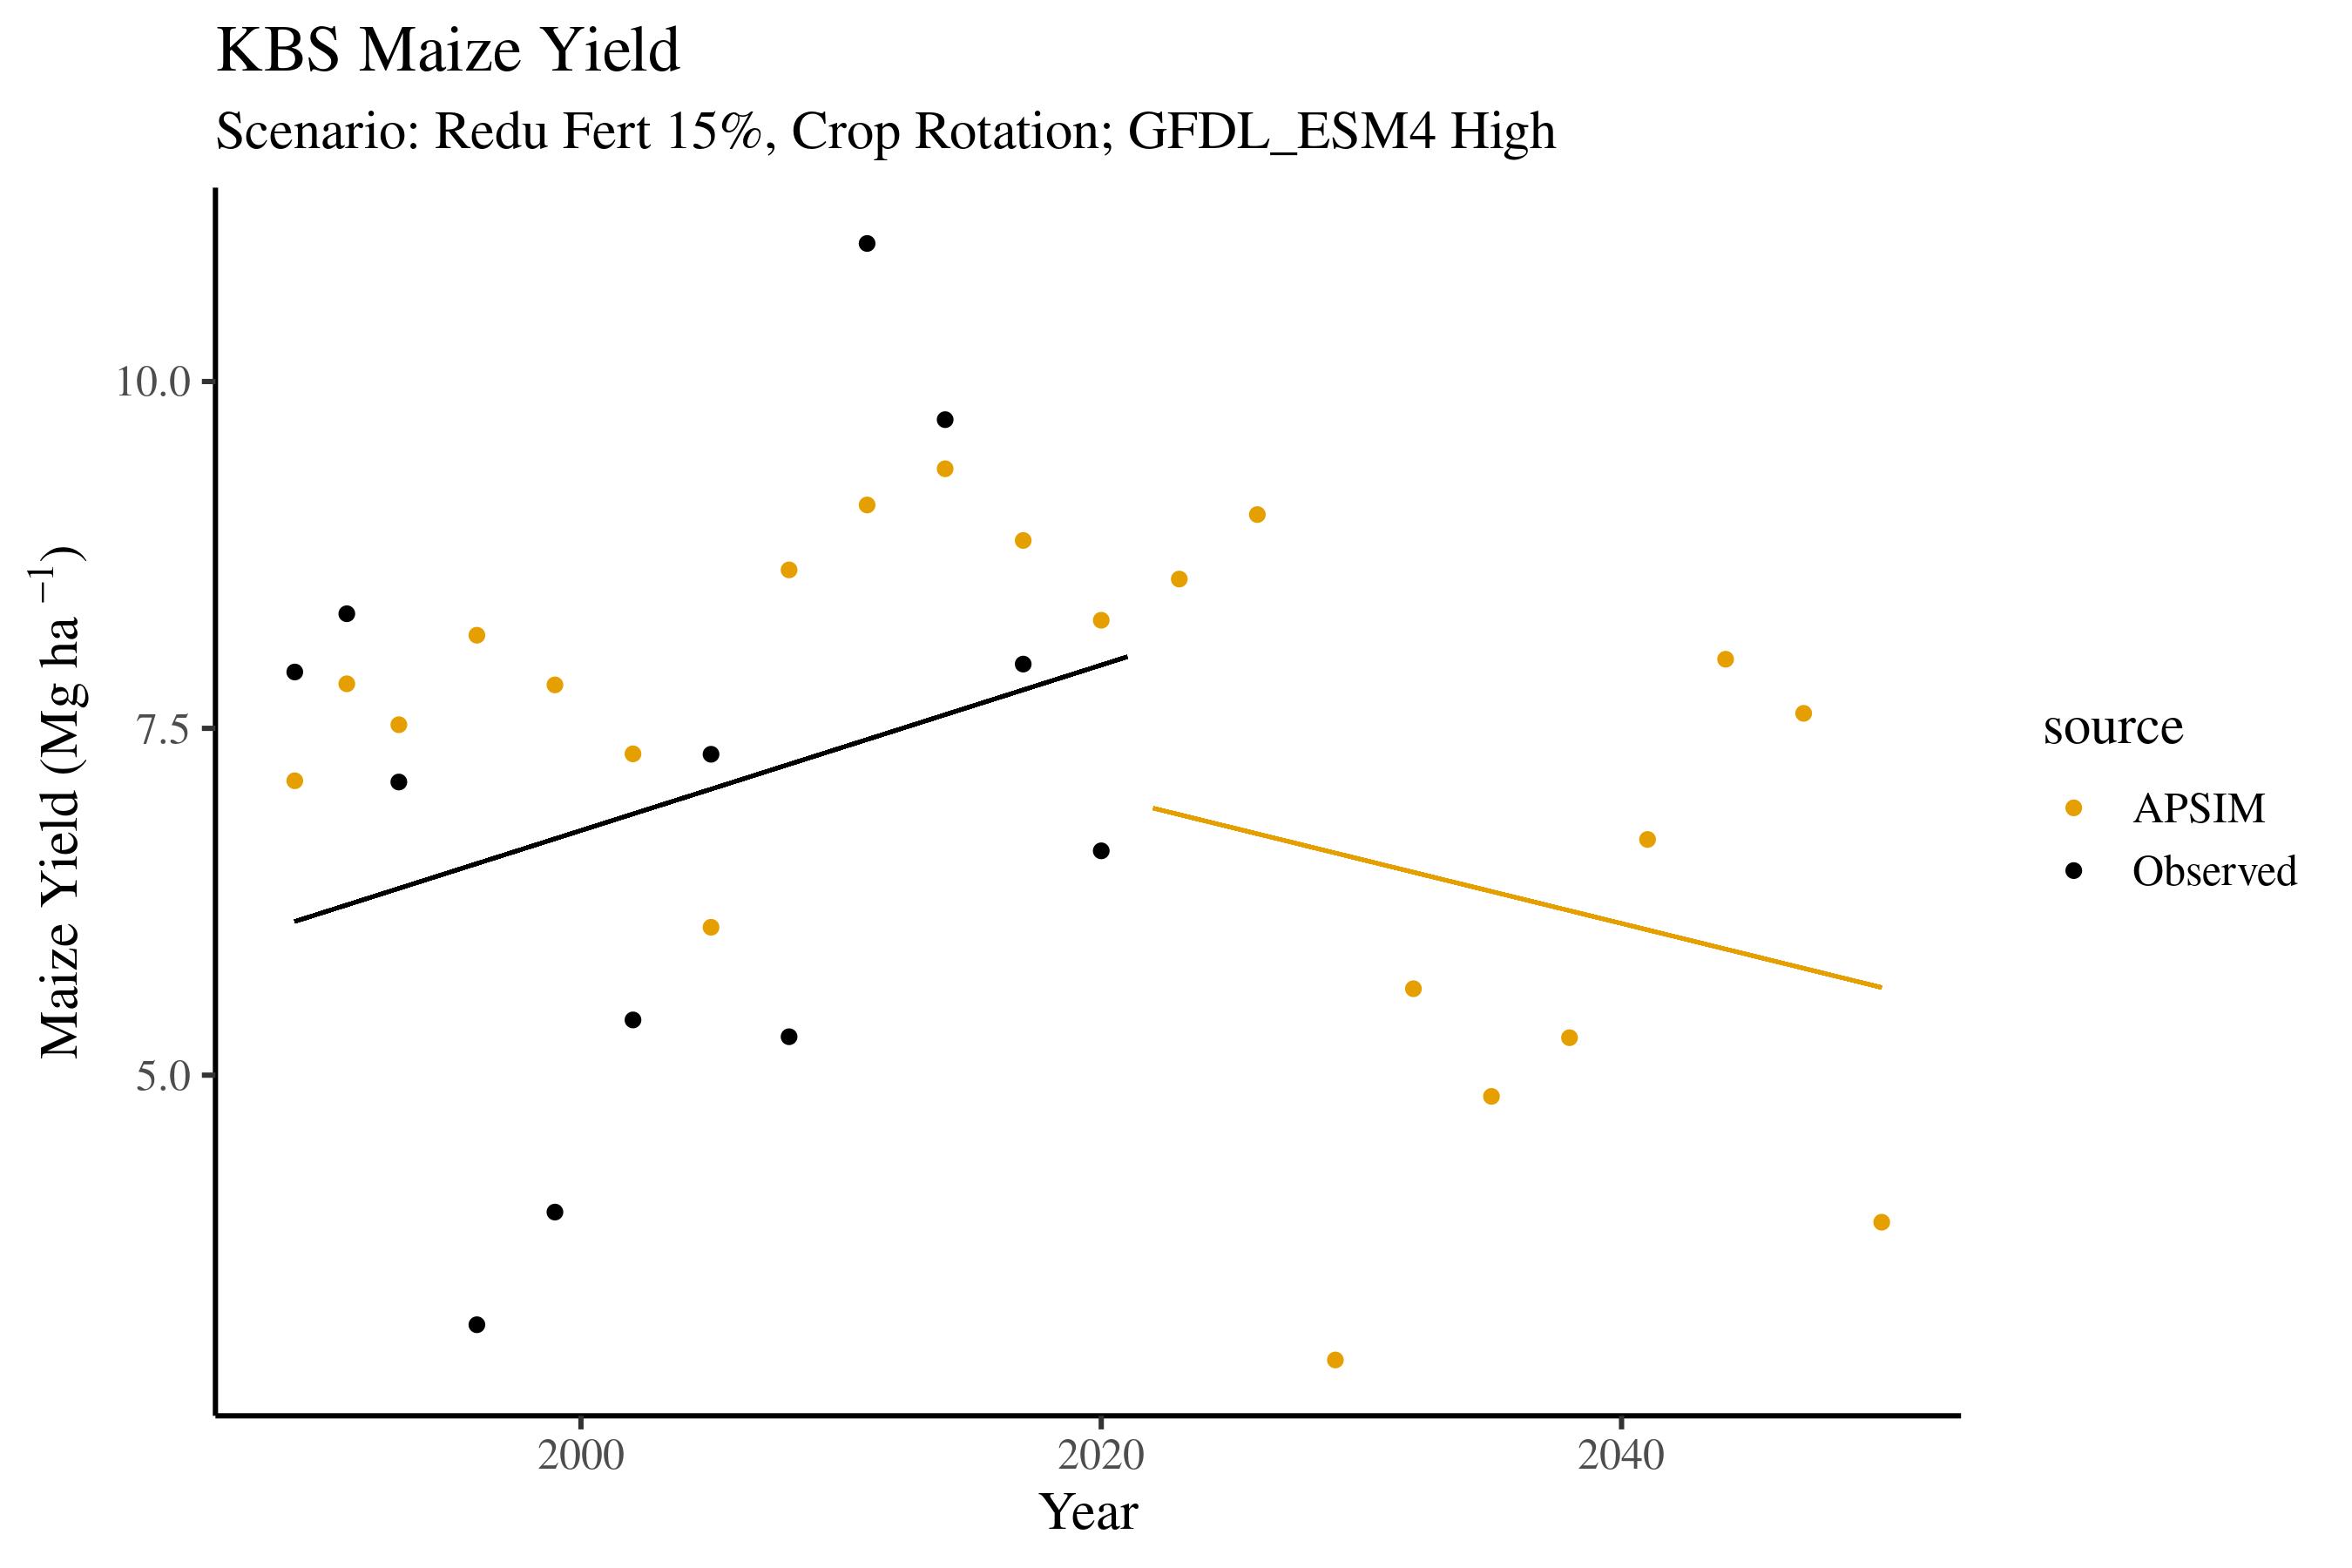 KBS Maize Yield
Scenario: Redu Fert 15%, Crop Rotation; GFDL_ESM4 High
Maize Yield (Mg ha −1)
10.0
7.5
5.0
2000
2020
2040
Year
source
APSIM
Observed